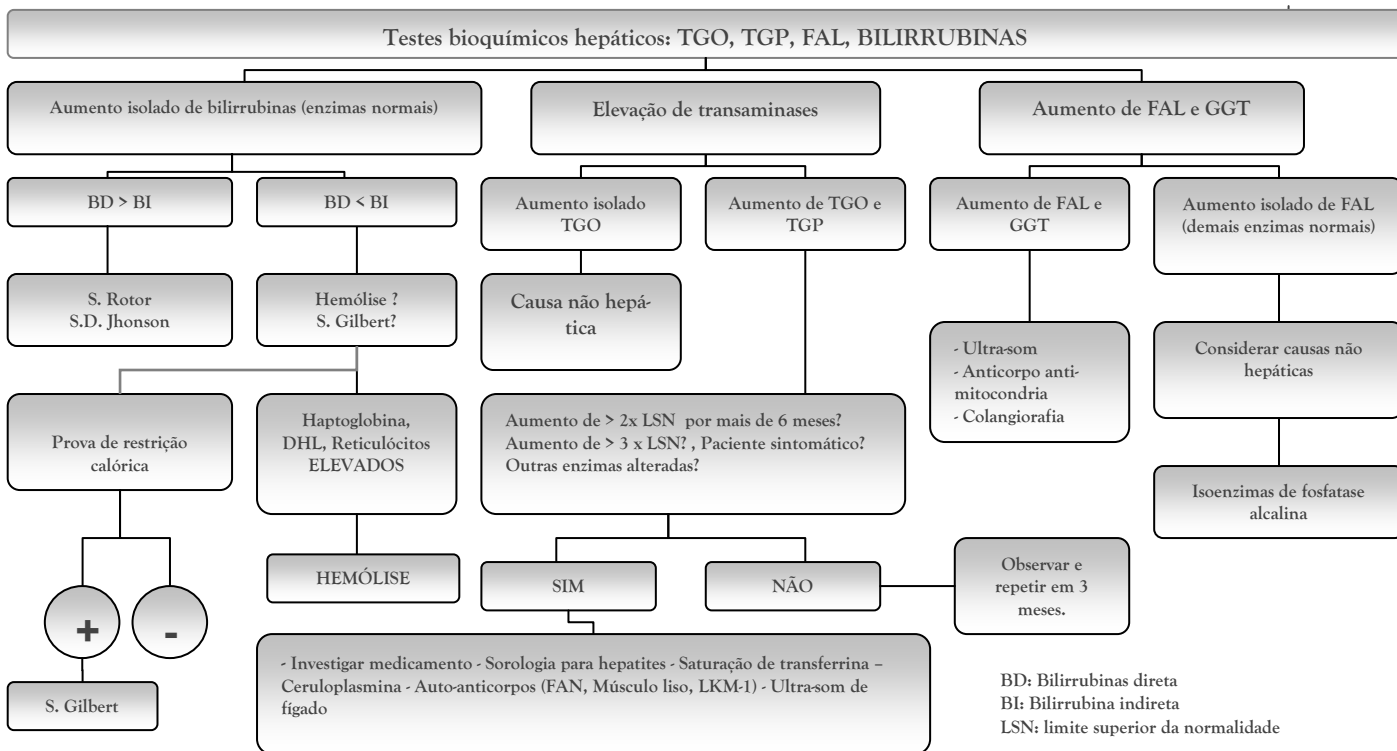 Testes bioquímicos hepáticos: TGO, TGP, FAL, BILIRRUBINAS
Aumento isolado de bilirrubinas (enzimas normais)
Elevação de transaminases
Aumento de FAL e GGT
BD > BI
BD < BI
Aumento isolado
TGO
Aumento de TGO e
TGP
Aumento de FAL e
GGT
Aumento isolado de FAL
(demais enzimas normais)
S. Rotor
S.D. Jhonson
Hemólise ?
S. Gilbert?
Causa não hepá-
tica
- Ultra-som
- Anticorpo anti-
mitocondria
- Colangiorafia
Considerar causas não
hepáticas
Prova de restrição
calórica
Haptoglobina,
DHL, Reticulócitos
ELEVADOS
Aumento de > 2x LSN por mais de 6 meses?
Aumento de > 3 x LSN? , Paciente sintomático?
Outras enzimas alteradas?
Isoenzimas de fosfatase
alcalina
HEMÓLISE
SIM
NÃO
Observar e
repetir em 3
meses.
+
-
S. Gilbert
- Investigar medicamento - Sorologia para hepatites - Saturação de transferrina –
Ceruloplasmina - Auto-anticorpos (FAN, Músculo liso, LKM-1) - Ultra-som de
fígado
BD: Bilirrubinas direta
BI: Bilirrubina indireta
LSN: limite superior da normalidade